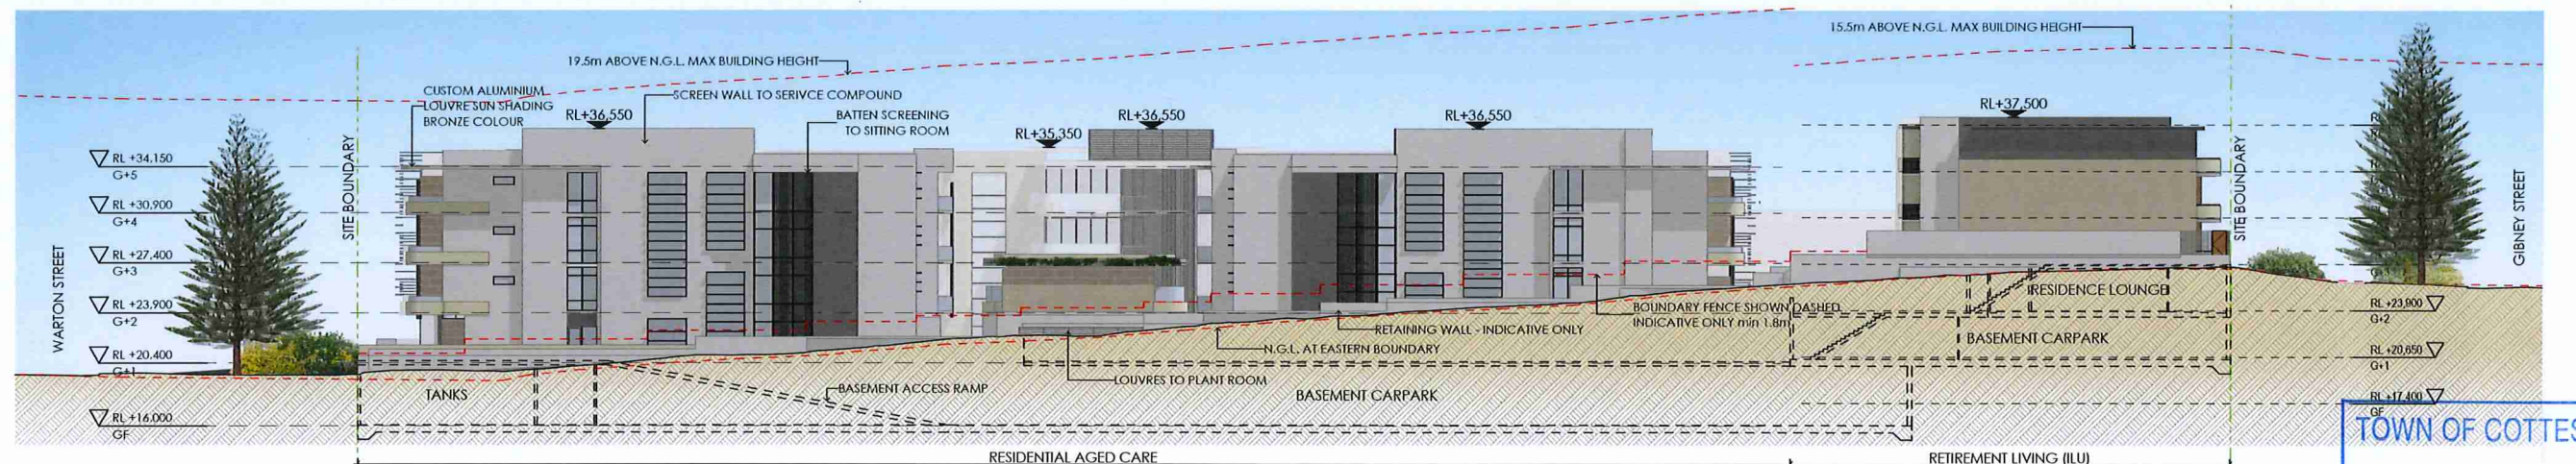 15.5m ABOVE N.G.L. MAX BUILDING HEIGHT
19.5m ABOVE N.G.L. MAX BUILDING HEIGHT
CUSTOM ALUMINIUM
LOUVRE SUN SHADING
BRONZE COLOUR
SCREEN WALL TO SERIVCE COMPOUND
BATTEN SCREENING
TO SITTING ROOM
RL+36,550
RL+35,350
RL+36,550
RL+36,550
RL+37,500
WARTON STREET
SITE BOUNDARY
RL +34,150
G+5
RL +30,900
G+4
RL +27,400
G+3
RL +23,900
G+2
RL +20,400
G+1
RL +16,000
GF
SITE BOUNDARY
GIBNEY STREET
RL +23,900
G+2
RL +20,650
G+1
RL +17,400
GF
BOUNDARY FENCE SHOWN DASHED
INDICATIVE ONLY min 1.8m
RETAINING WALL - INDICATIVE ONLY
N.G.L. AT EASTERN BOUNDARY
LOUVRES TO PLANT ROOM
BASEMENT ACCESS RAMP
TANKS
BASEMENT CARPARK
RESIDENCE LOUNGE
BASEMENT CARPARK
RESIDENTIAL AGED CARE
RETIREMENT LIVING (ILU)
TOWN OF COTTES